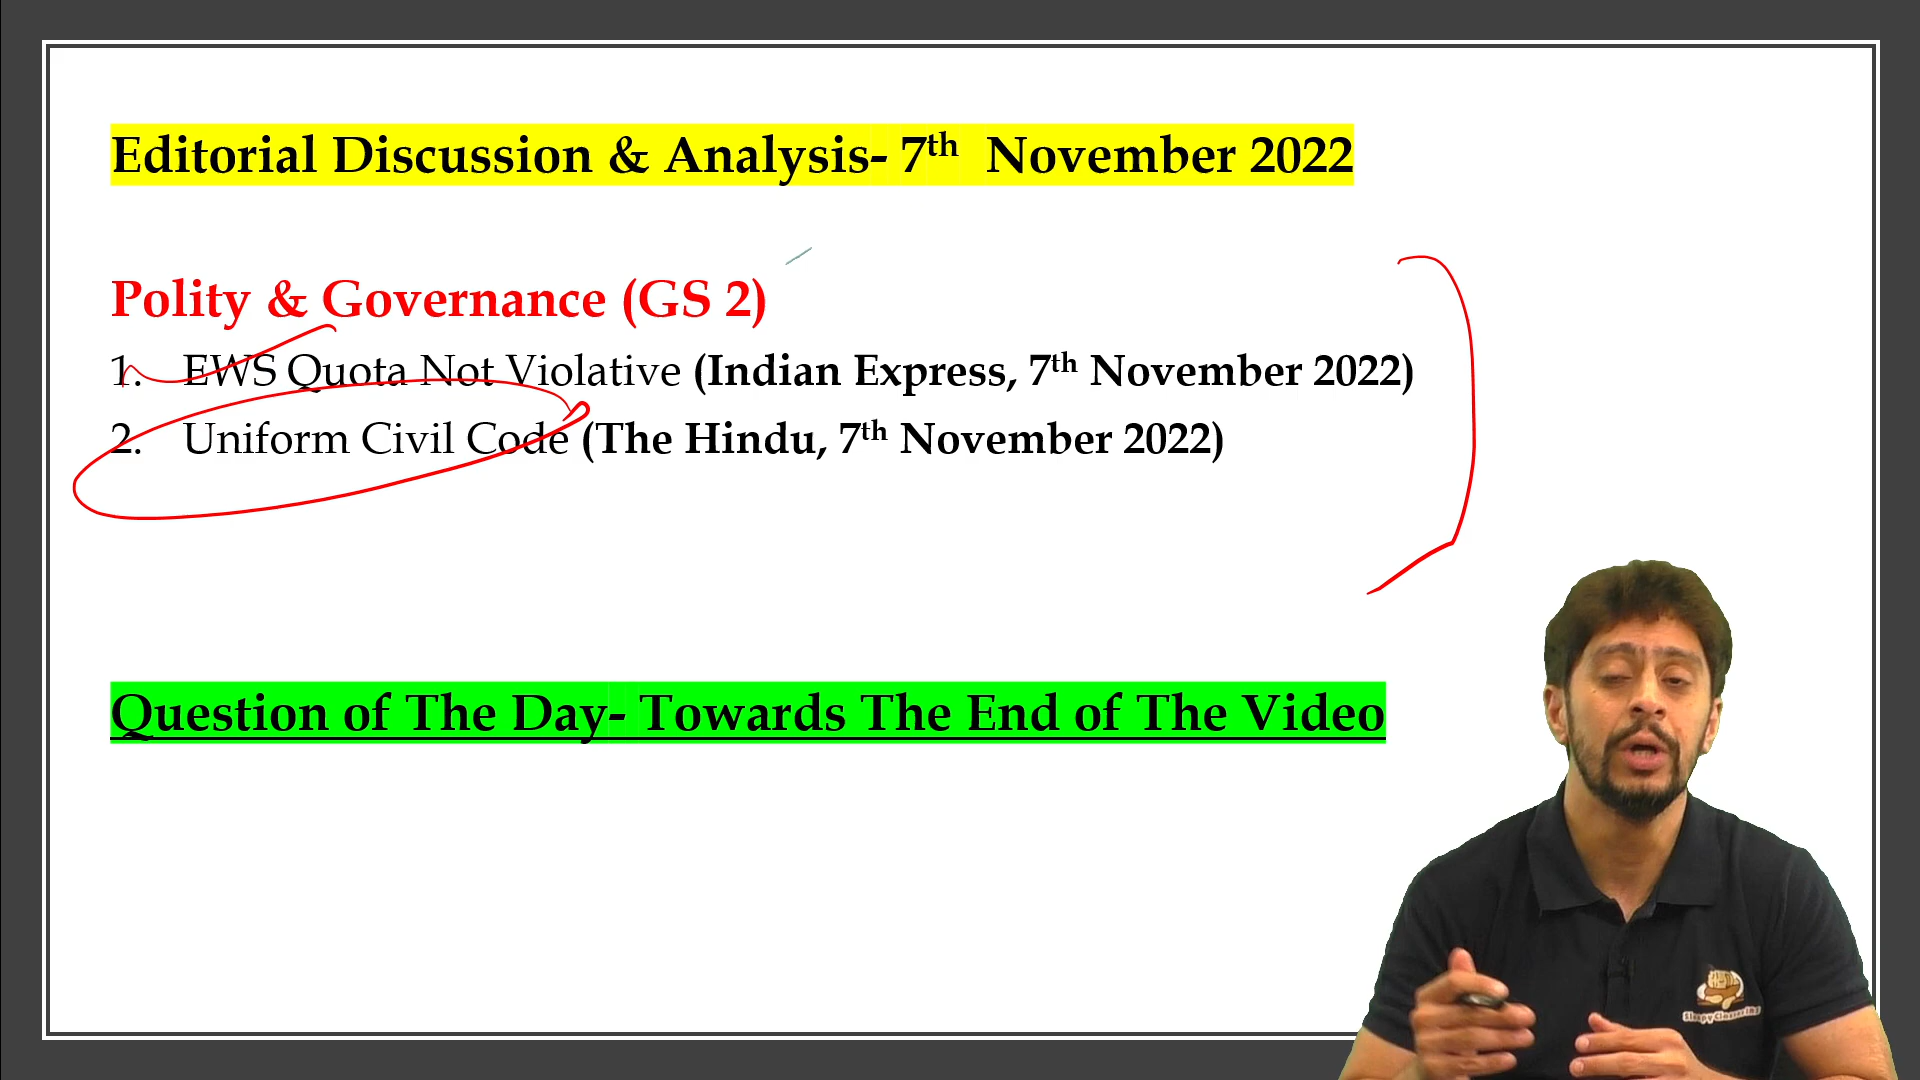 Editorial Discussion & Analysis- 7th November 2022
Polity & Governance (GS 2)
1. EWS Quota Not Violative (Indian Express, 7th November 2022)
2. Uniform Civil Code (The Hindu, 7th November 2022)
Question of The Day- Towards The End of The Video